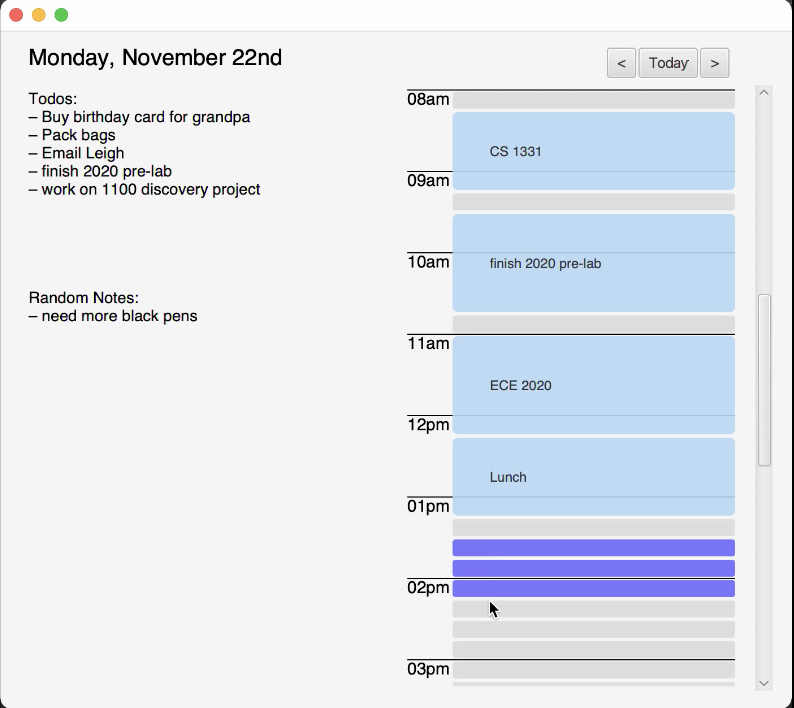 Monday, November 22nd
< Today >
Todos:
– Buy birthday card for grandpa
– Pack bags
– Email Leigh
– finish 2020 pre-lab
– work on 1100 discovery project
Random Notes:
– need more black pens
08am
CS 1331
09am
10am
finish 2020 pre-lab
11am
ECE 2020
12pm
Lunch
01pm
02pm
03pm